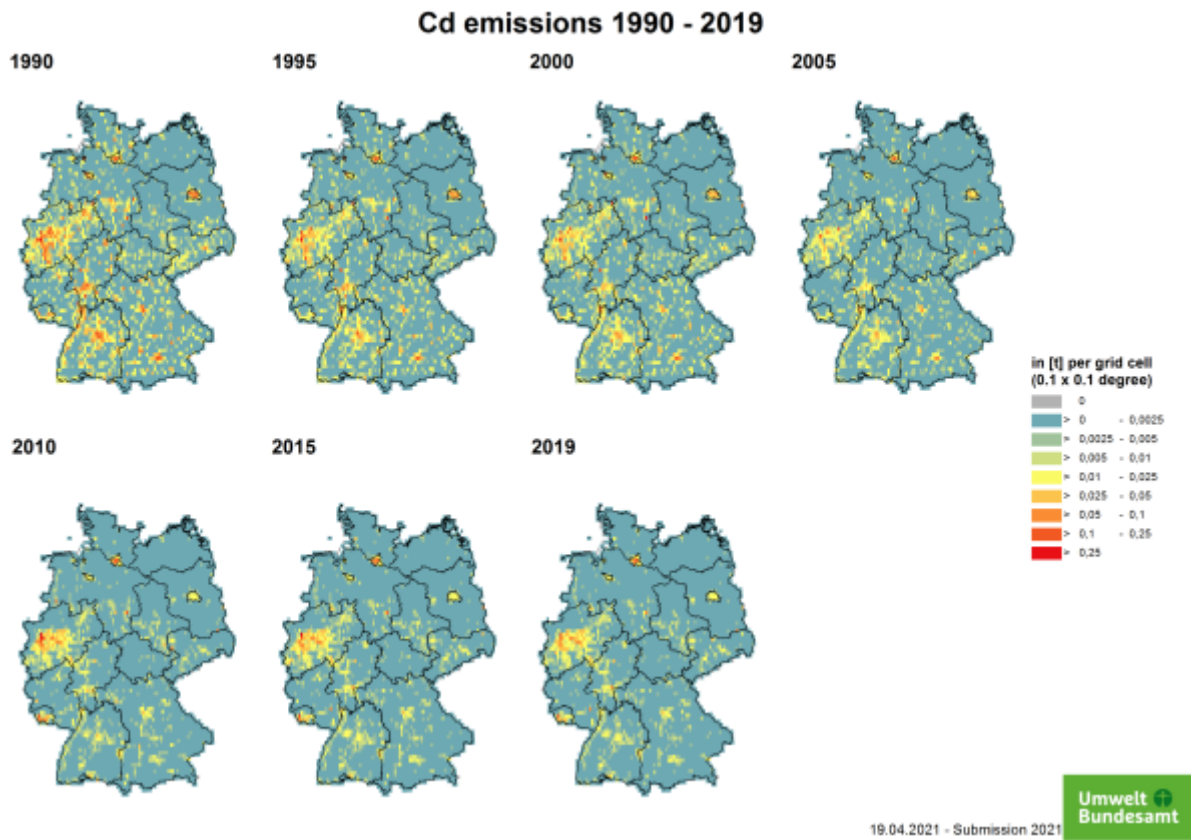 Cd emissions 1990 - 2019
1990
1995
2000
2005
2010
2015
2019
in [t] per grid cell
(0.1 x 0.1 degree)
0
> 0 - 0,0025
> 0,0025 - 0,005
> 0,005 - 0,01
> 0,01 - 0,025
> 0,025 - 0,05
> 0,05 - 0,1
> 0,1 - 0,25
> 0,25
Umwelt
Bundesamt
19.04.2021 - Submission 2021